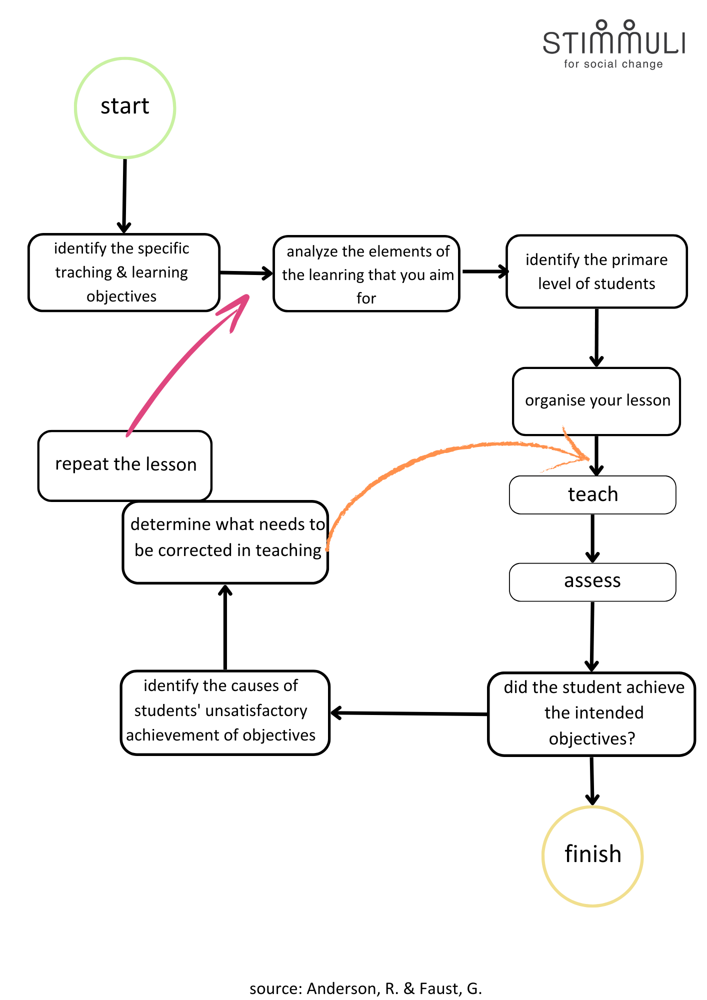 STIMMULI
for social change
start
identify the specific
traching & learning
objectives
analyze the elements of
the leanring that you aim
for
identify the primare
level of students
organise your lesson
repeat the lesson
teach
determine what needs to
be corrected in teaching
assess
identify the causes of
students' unsatisfactory
achievement of objectives
did the student achieve
the intended
objectives?
finish
source: Anderson, R. & Faust, G.